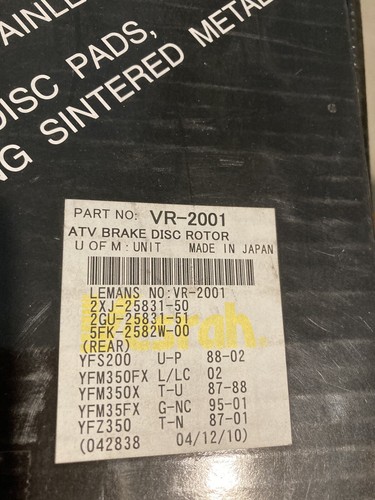 AINLE
DISC PADS,
NG SINTERED METAL
PART NO: VR-2001
ATV BRAKE DISC ROTOR
U OF M: UNIT MADE IN JAPAN
LEMANS NO:VR-2001
2XJ-25831-50
2GU-25831-51
5FK-2582W-00
(REAR)
YFS200 U-P 88-02
YFM350FX L/LC 02
YFM350X T-U 87-88
YFM35FX G-NC 95-01
YFZ350 T-N 87-01
(042838 04/12/10)